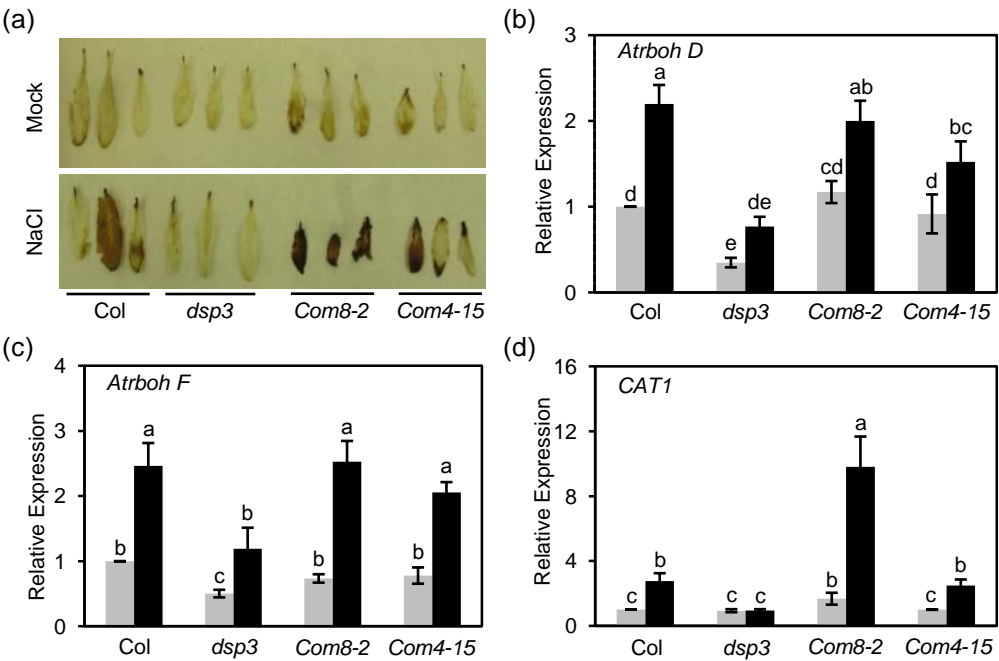 (a)
Mock
NaCl
Col dsp3 Com8-2 Com4-15
(b)
Atrboh D
Relative Expression
3
2
1
0
d a e de cd ab d bc
Col dsp3 Com8-2 Com4-15
(c)
Atrboh F
Relative Expression
4
3
2
1
0
b a c b b a b a
Col dsp3 Com8-2 Com4-15
(d)
CAT1
Relative Expression
16
12
8
4
0
c b c c b a c b
Col dsp3 Com8-2 Com4-15